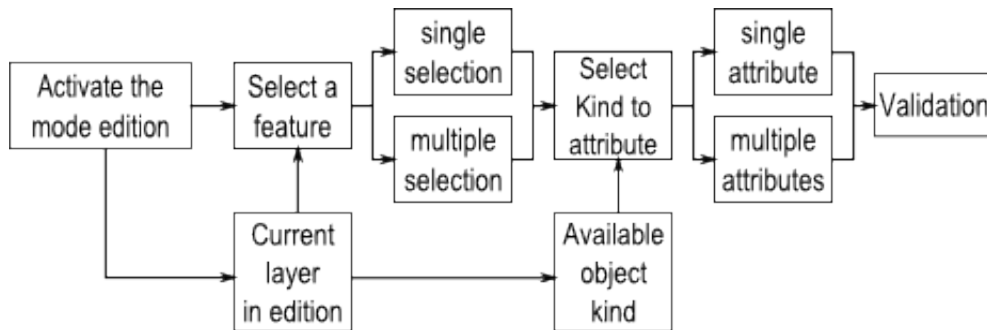 Activate the
mode edition
Select a
feature
single
selection
multiple
selection
Select
Kind to
attribute
single
attribute
multiple
attributes
Validation
Current
layer
in edition
Available
object
kind